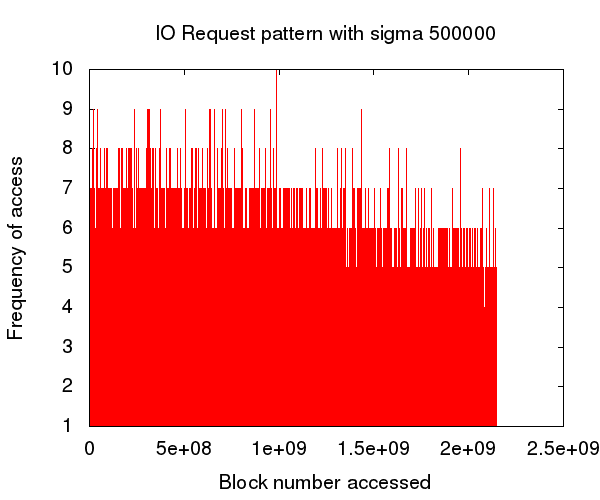 IO Request pattern with sigma 500000
Frequency of access
10
9
8
7
6
5
4
3
2
1
0 5e+08 1e+09 1.5e+09 2e+09 2.5e+09
Block number accessed